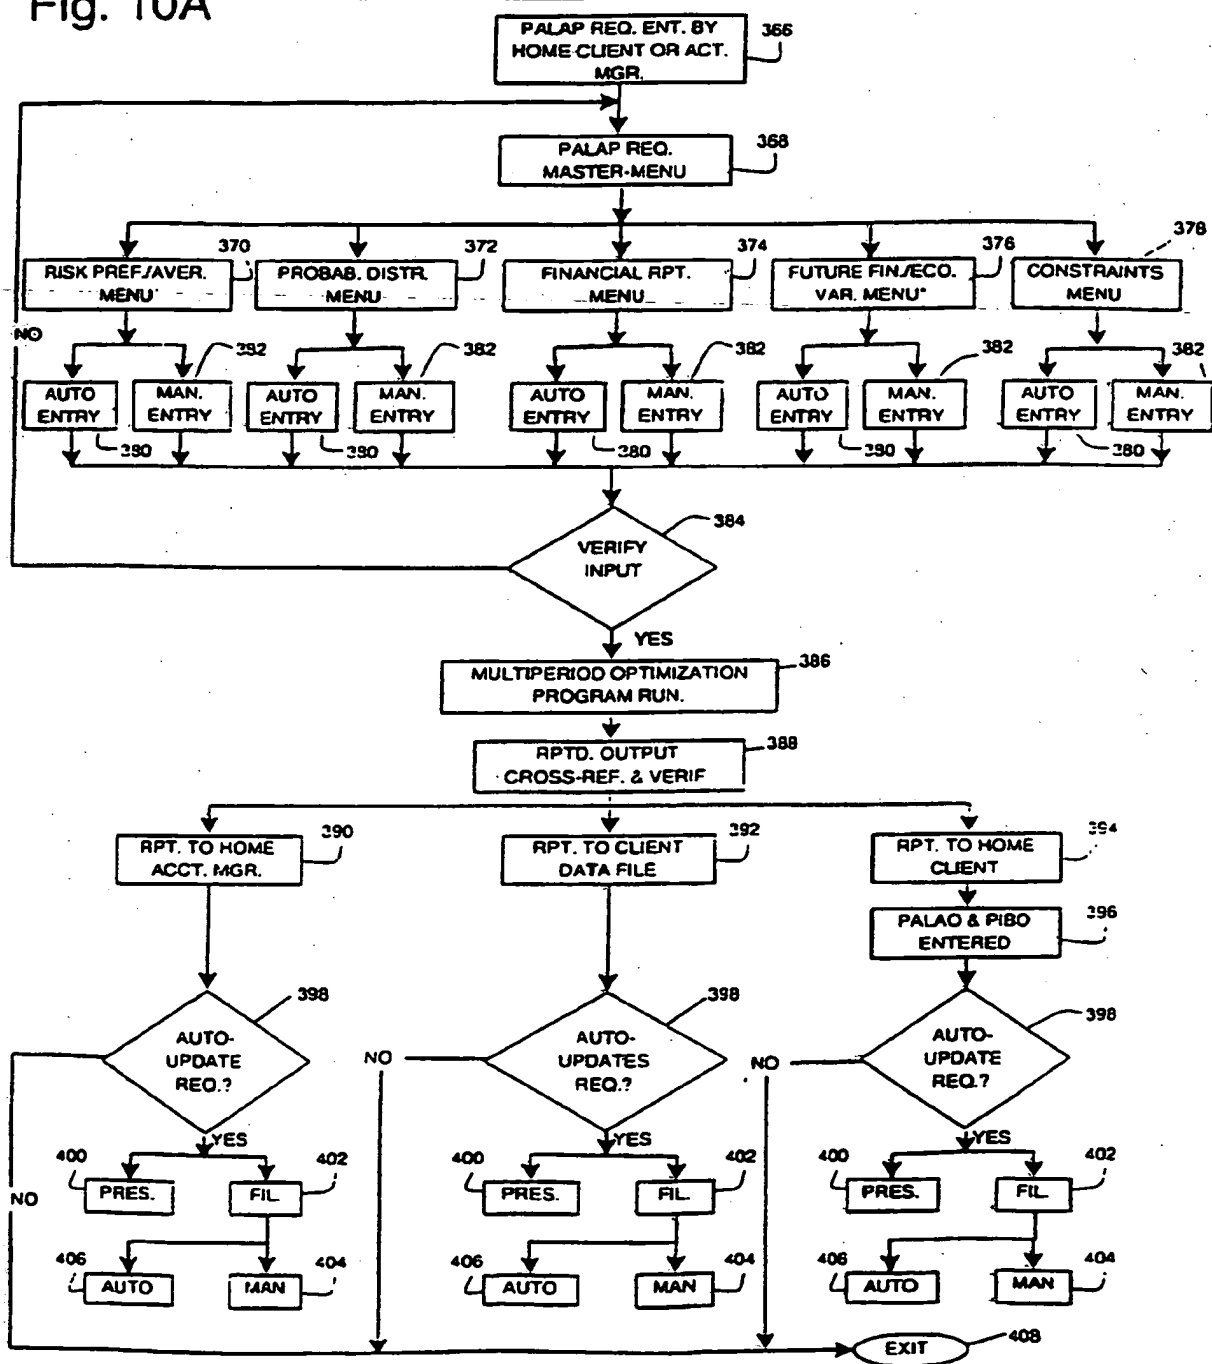 Fig. 10A
PALAP REQ. ENT. BY
HOME CLIENT OR ACT.
MGR.
366
PALAP REQ.
MASTER-MENU
368
370
372
374
376
378
RISK PREF./AVER.
MENU
PROBAB. DISTR.
MENU
FINANCIAL RPT.
MENU
FUTURE FIN./ECO.
VAR. MENU"
CONSTRAINTS
MENU
NO
382
382
382
382
382
AUTO
ENTRY
MAN.
ENTRY
AUTO
ENTRY
MAN.
ENTRY
AUTO
ENTRY
MAN.
ENTRY
AUTO
ENTRY
MAN.
ENTRY
AUTO
ENTRY
MAN.
ENTRY
380
380
380
380
380
VERIFY
INPUT
384
YES
MULTIPERIOD OPTIMIZATION
PROGRAM RUN.
386
RPTD. OUTPUT
CROSS-REF. & VERIF
388
RPT. TO HOME
ACCT. MGR.
390
RPT. TO CLIENT
DATA FILE
392
RPT. TO HOME
CLIENT
394
PALAO & PIBO
ENTERED
396
AUTO-
UPDATE
REQ.?
398
AUTO-
UPDATES
REQ.?
398
AUTO-
UPDATE
REQ.?
398
NO
NO
NO
YES
YES
YES
400
PRES.
402
FIL.
400
PRES.
402
FIL.
400
PRES.
402
FIL.
406
AUTO
MAN
404
406
AUTO
MAN
404
406
AUTO
MAN
404
EXIT
408